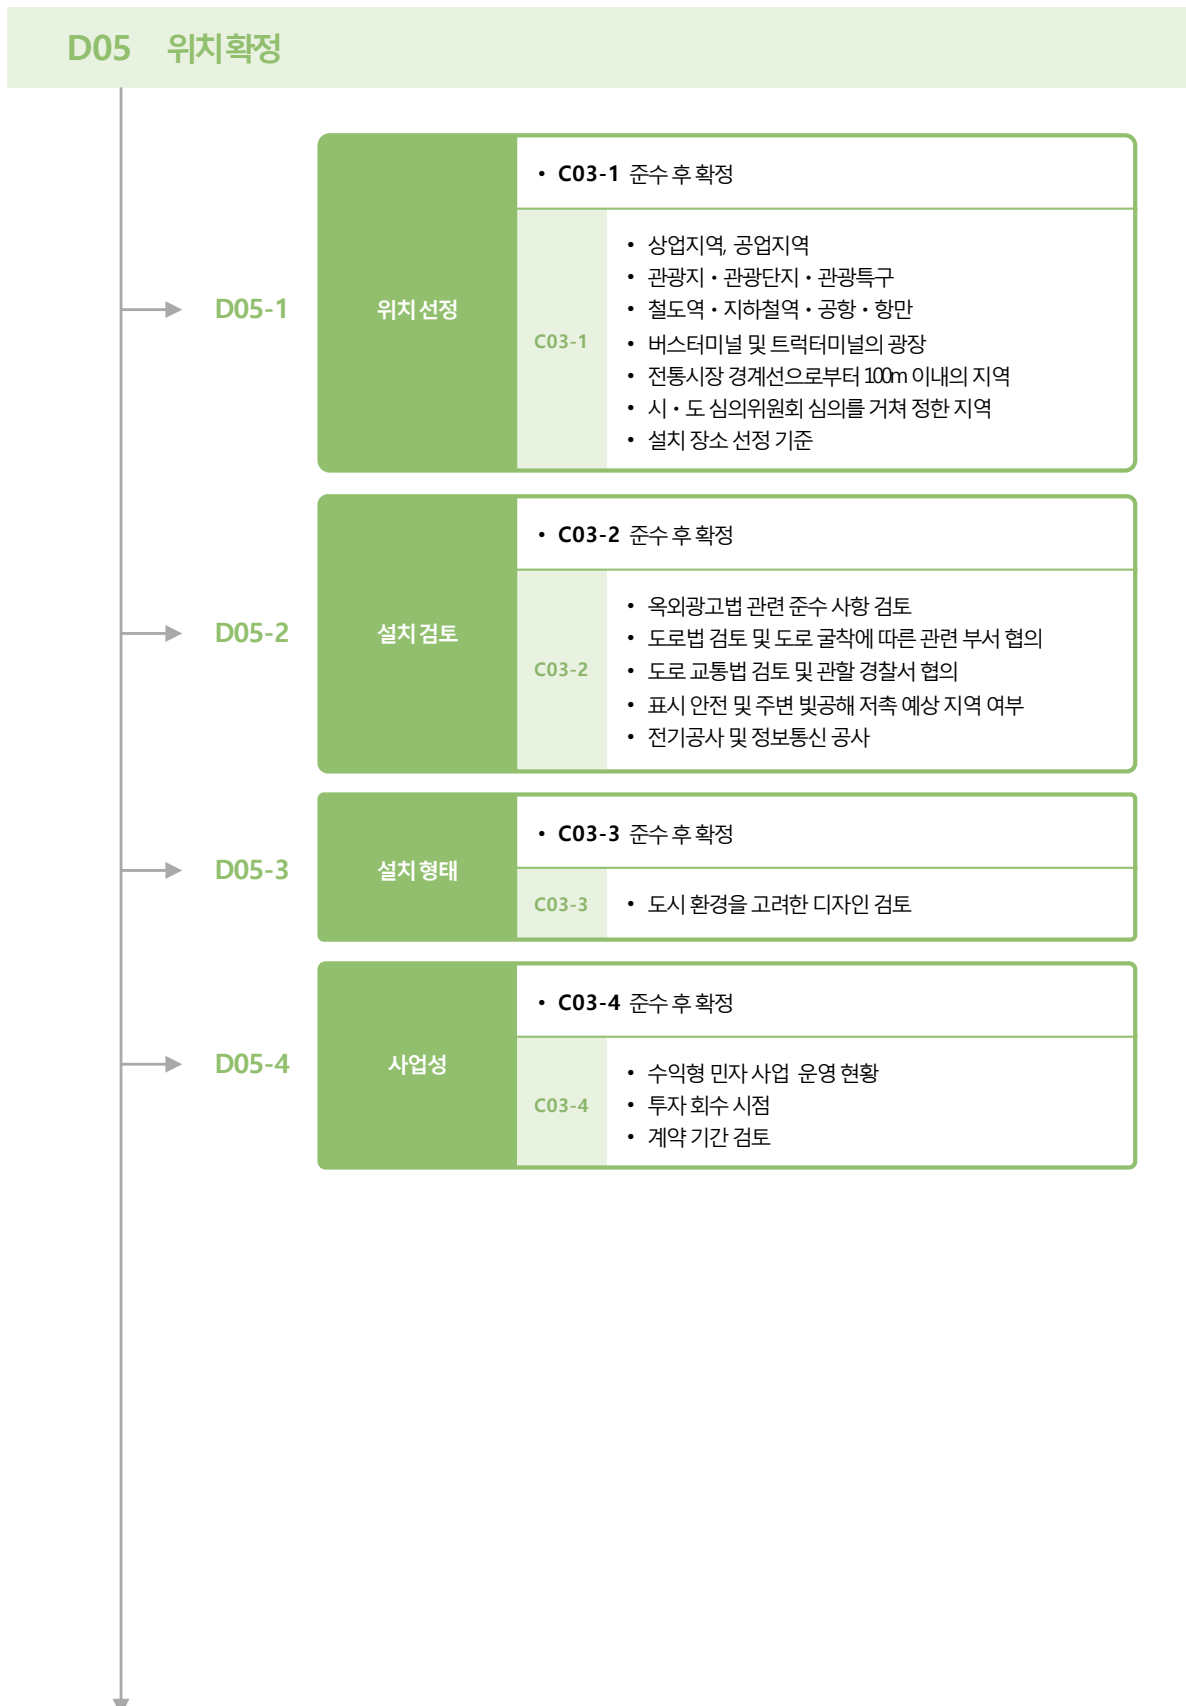 D05 위치 확정
• C03-1 준수 후 확정
D05-1
위치 선정
C03-1
• 상업지역, 공업지역
• 관광지・관광단지・관광특구
• 철도역・지하철역・공항・항만
• 버스터미널 및 트럭터미널의 광장
• 전통시장 경계선으로부터 100m 이내의 지역
• 시・도 심의위원회 심의를 거쳐 정한 지역
• 설치 장소 선정 기준
• C03-2 준수 후 확정
D05-2
설치 검토
C03-2
• 옥외광고법 관련 준수 사항 검토
• 도로법 검토 및 도로 굴착에 따른 관련 부서 협의
• 도로 교통법 검토 및 관할 경찰서 협의
• 표시 안전 및 주변 빛공해 저촉 예상 지역 여부
• 전기공사 및 정보통신 공사
• C03-3 준수 후 확정
D05-3
설치 형태
C03-3
• 도시 환경을 고려한 디자인 검토
• C03-4 준수 후 확정
D05-4
사업성
C03-4
• 수익형 민자 사업 운영 현황
• 투자 회수 시점
• 계약 기간 검토